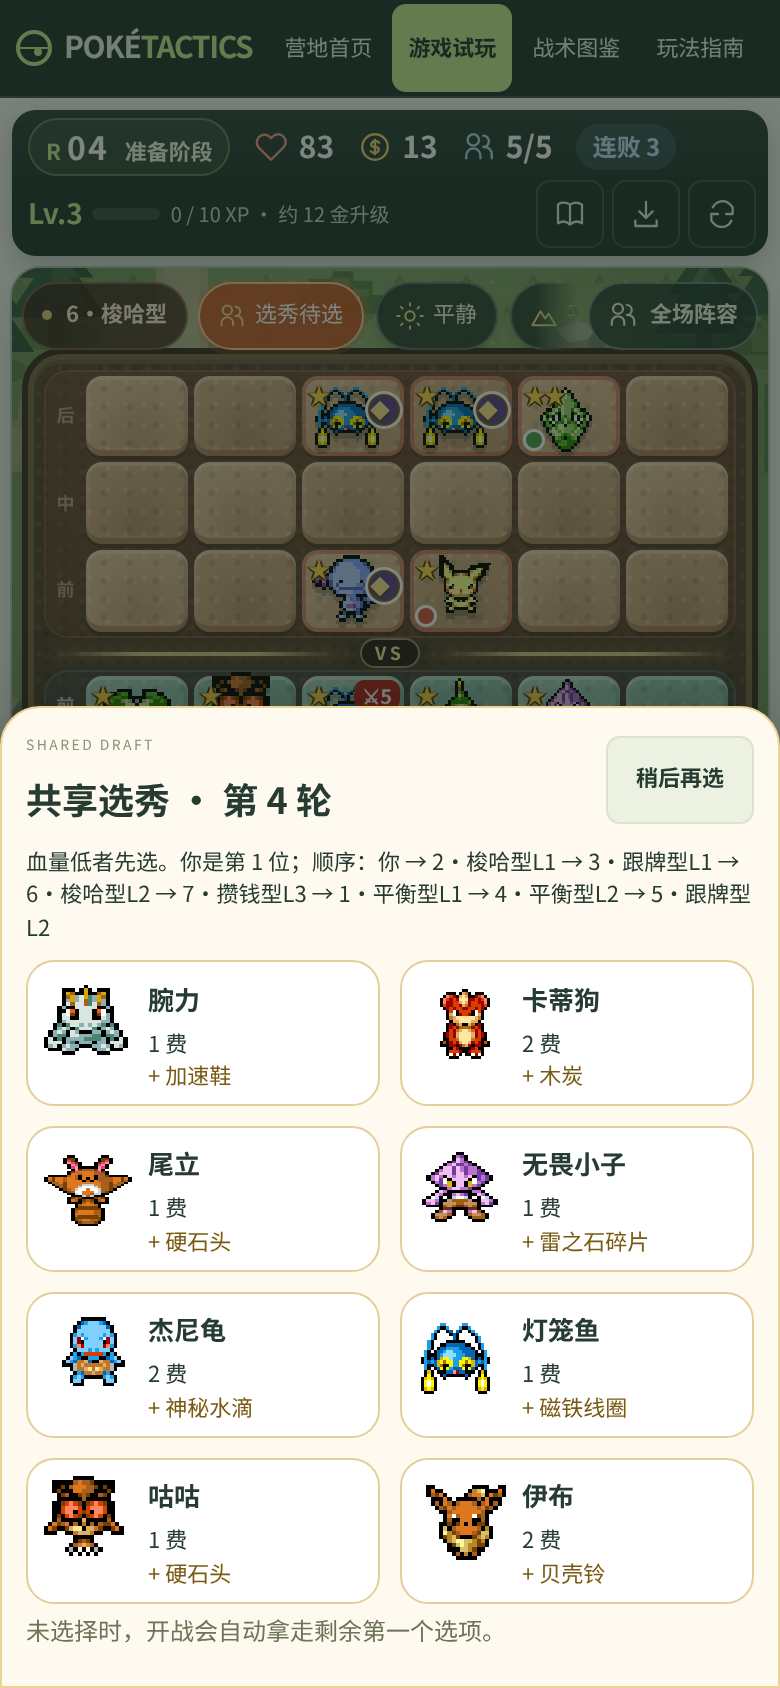 POKÉTACTICS 营地首页 游戏试玩 战术图鉴 玩法指南
R 04 准备阶段 83 13 5/5 连败 3
Lv.3 0 / 10 XP · 约 12 金升级
6·梭哈型 选秀待选 平静 全场阵容
后
中
前
VS
前 5
SHARED DRAFT
共享选秀 · 第 4 轮
稍后再选
血量低者先选。你是第 1 位；顺序：你 → 2·梭哈型L1 → 3·跟牌型L1 →
6·梭哈型L2 → 7·攒钱型L3 → 1·平衡型L1 → 4·平衡型L2 → 5·跟牌型
L2
腕力
1 费
+ 加速鞋
卡蒂狗
2 费
+ 木炭
尾立
1 费
+ 硬石头
无畏小子
1 费
+ 雷之石碎片
杰尼龟
2 费
+ 神秘水滴
灯笼鱼
1 费
+ 磁铁线圈
咕咕
1 费
+ 硬石头
伊布
2 费
+ 贝壳铃
未选择时，开战会自动拿走剩余第一个选项。